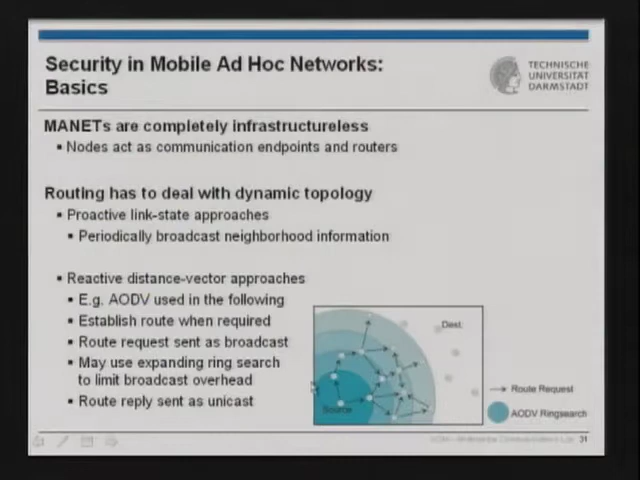 Security in Mobile Ad Hoc Networks:
Basics
TECHNISCHE
UNIVERSITÄT
DARMSTADT
MANETs are completely infrastructureless
▪ Nodes act as communication endpoints and routers
Routing has to deal with dynamic topology
▪ Proactive link-state approaches
▪ Periodically broadcast neighborhood information
▪ Reactive distance-vector approaches
▪ E.g. AODV used in the following
▪ Establish route when required
▪ Route request sent as broadcast
▪ May use expanding ring search
to limit broadcast overhead
▪ Route reply sent as unicast
Dest.
Source
Route Request
AODV Ringsearch
31